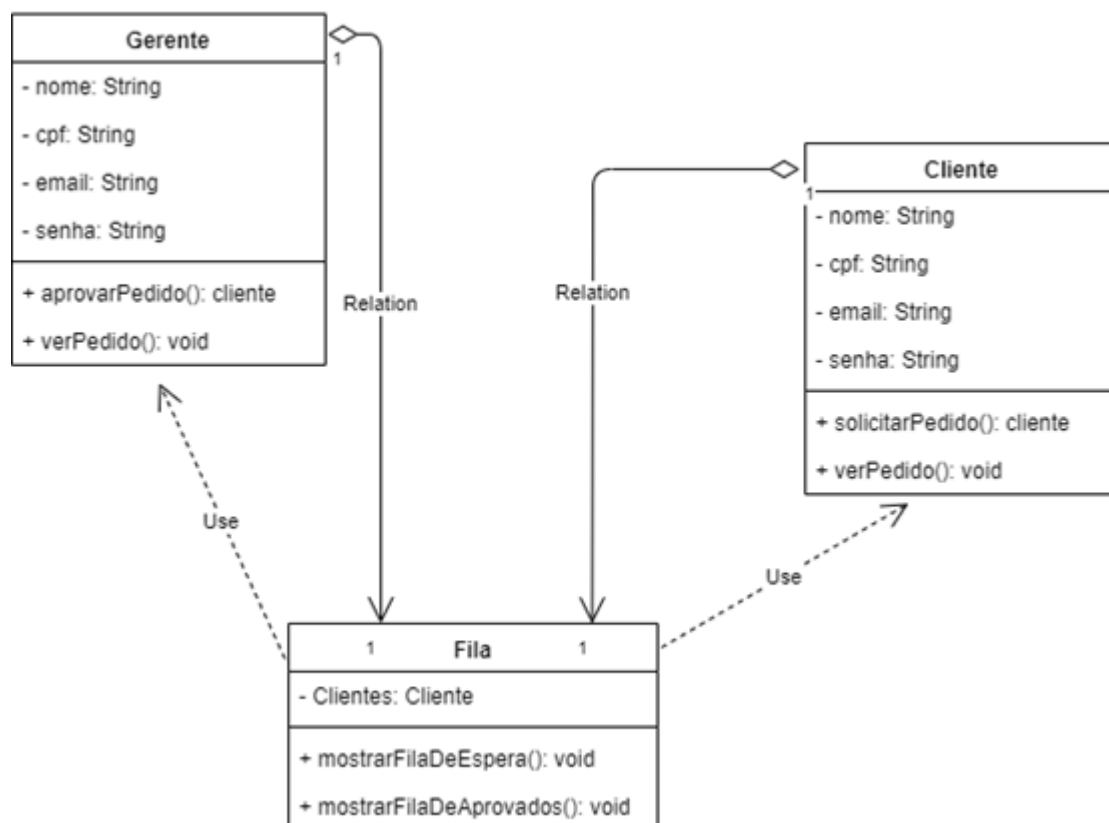 Gerente
- nome: String
- cpf: String
- email: String
- senha: String
+ aprovarPedido(): cliente
+ verPedido(): void
1
Relation
Relation
1
Cliente
- nome: String
- cpf: String
- email: String
- senha: String
+ solicitarPedido(): cliente
+ verPedido(): void
Use
Use
1
Fila
1
- Clientes: Cliente
+ mostrarFilaDeEspera(): void
+ mostrarFilaDeAprovados(): void